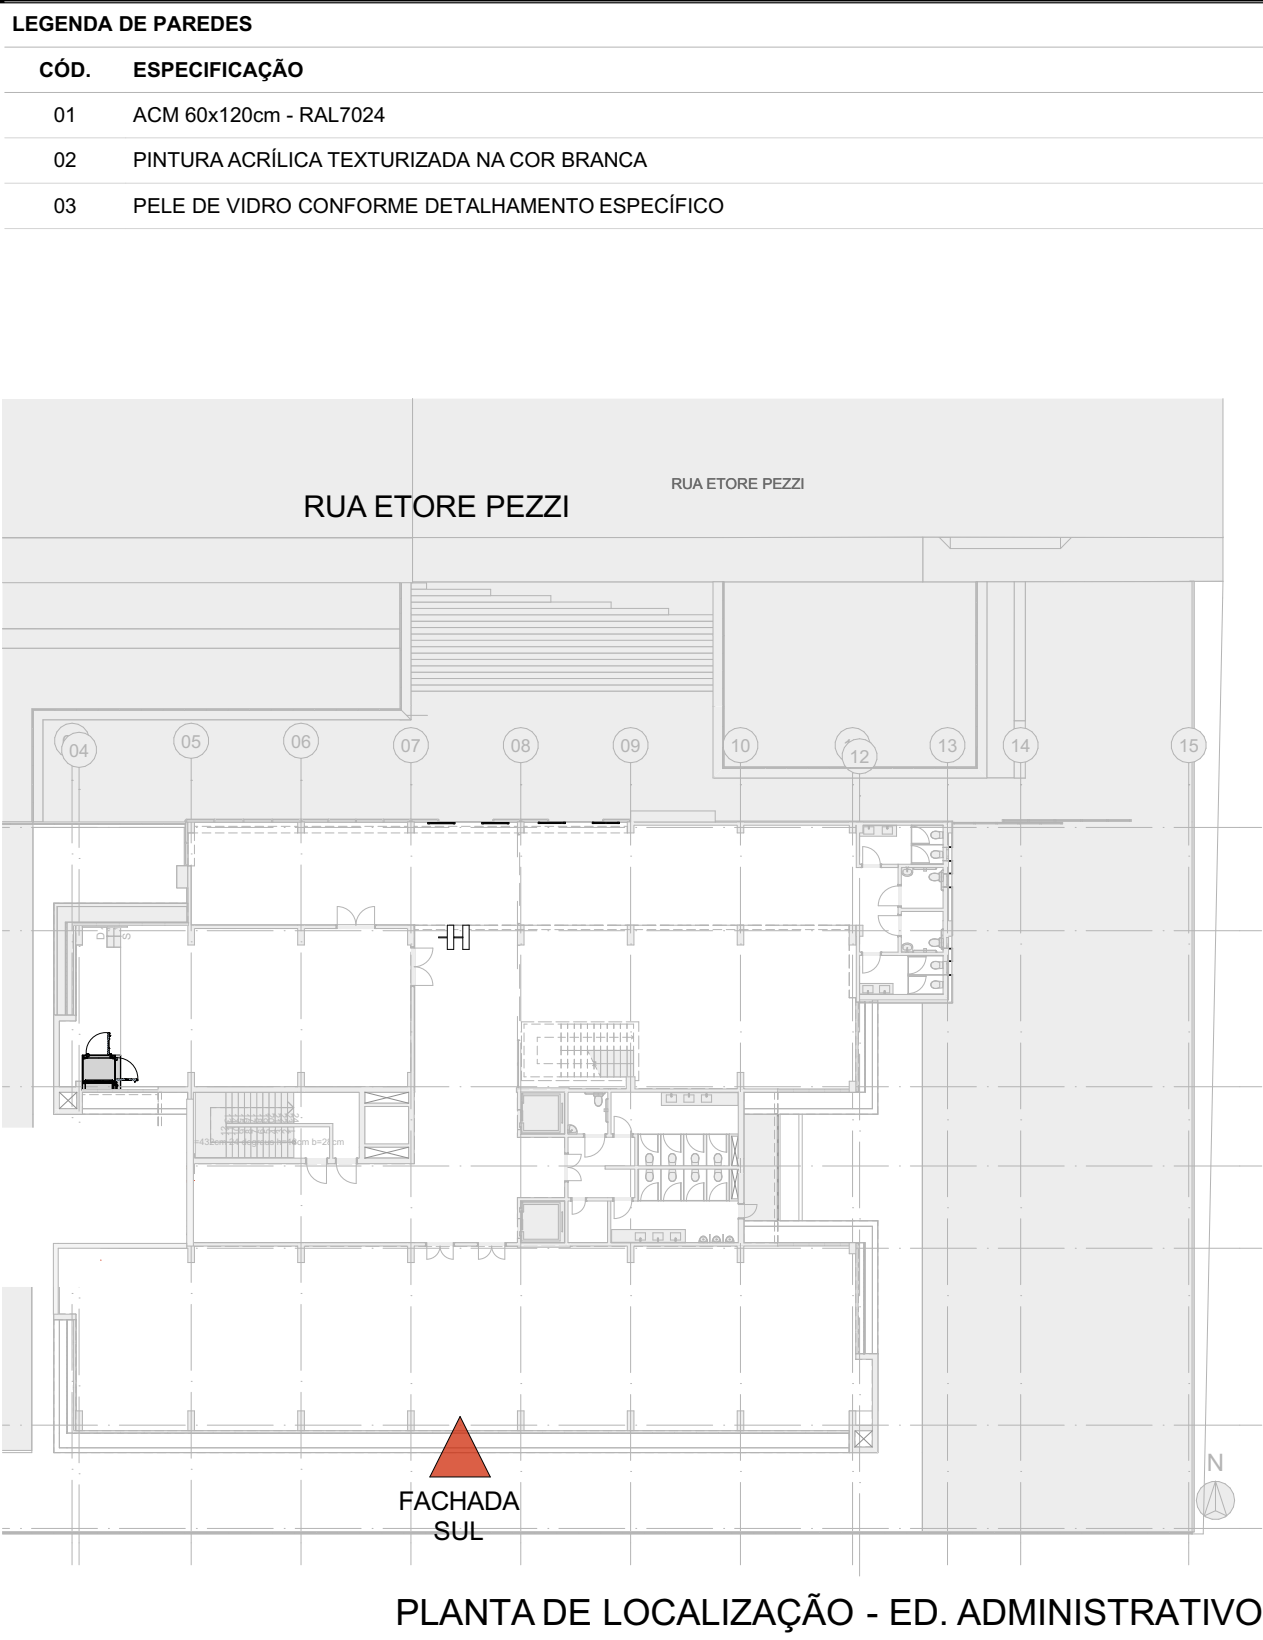 LEGENDA DE PAREDES
CÓD. ESPECIFICAÇÃO
01 ACM 60x120cm - RAL7024
02 PINTURA ACRÍLICA TEXTURIZADA NA COR BRANCA
03 PELE DE VIDRO CONFORME DETALHAMENTO ESPECÍFICO
RUA ETORE PEZZI
RUA ETORE PEZZI
04 05 06 07 08 09 10 12 13 14 15
D S
FACHADA
SUL
N
PLANTA DE LOCALIZAÇÃO - ED. ADMINISTRATIVO